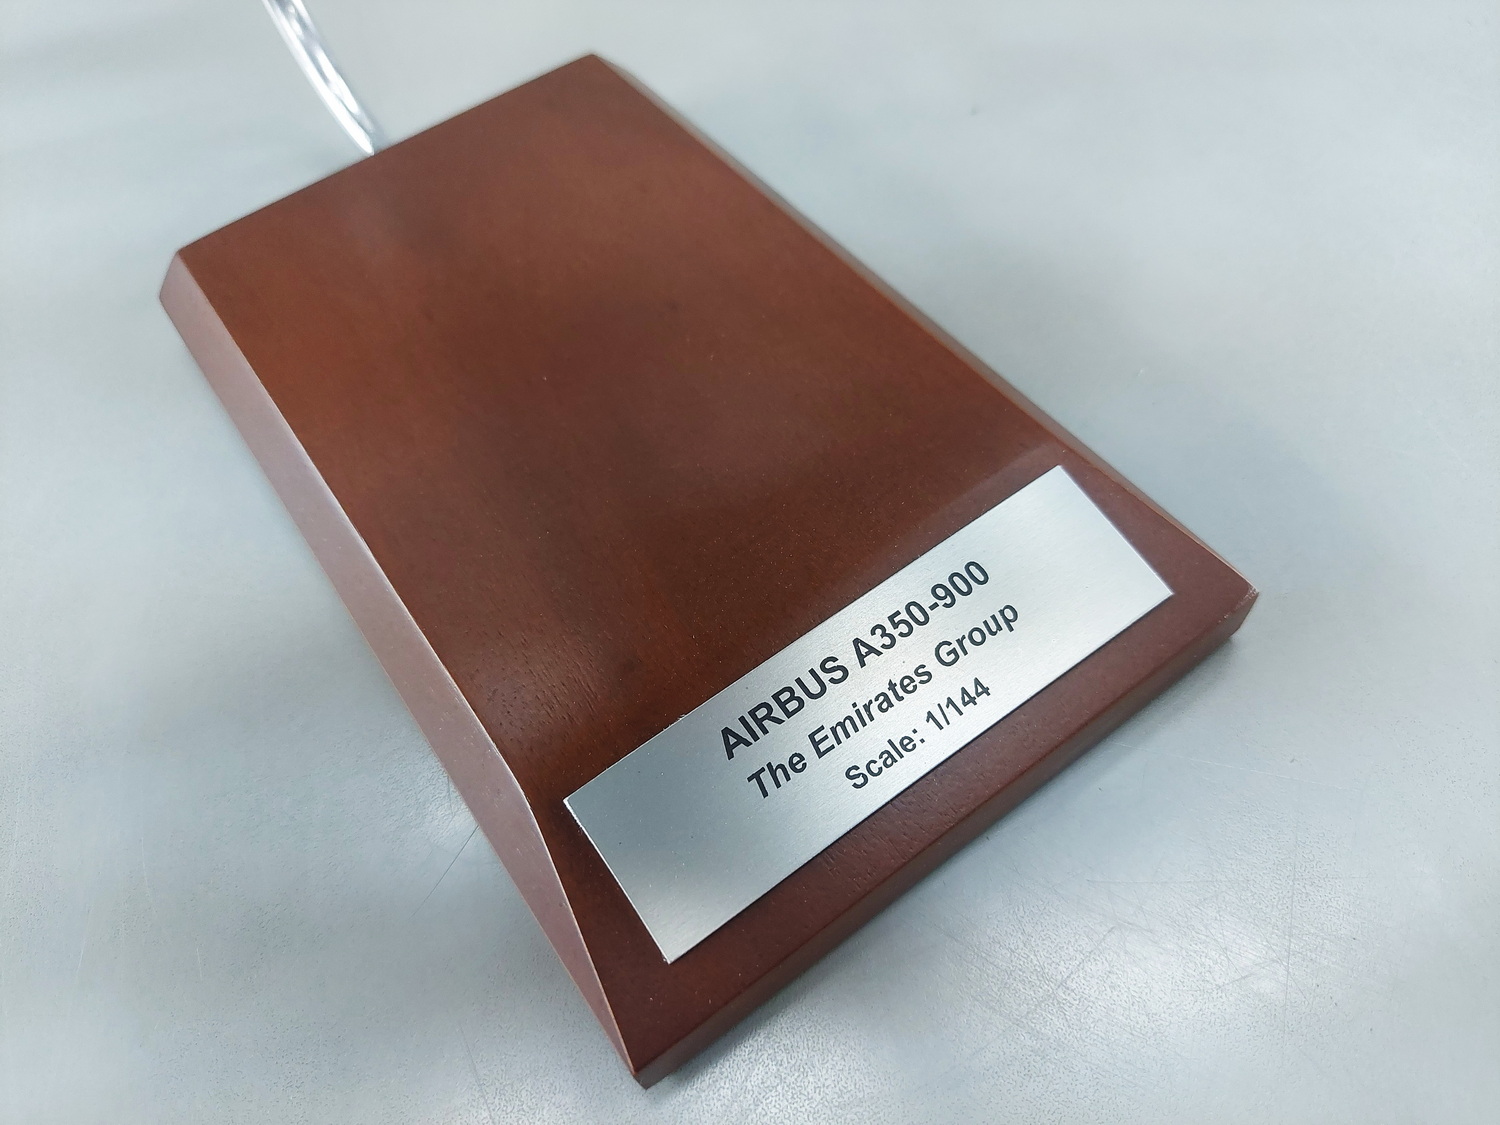 AIRBUS A350-900
The Emirates Group
Scale: 1/144